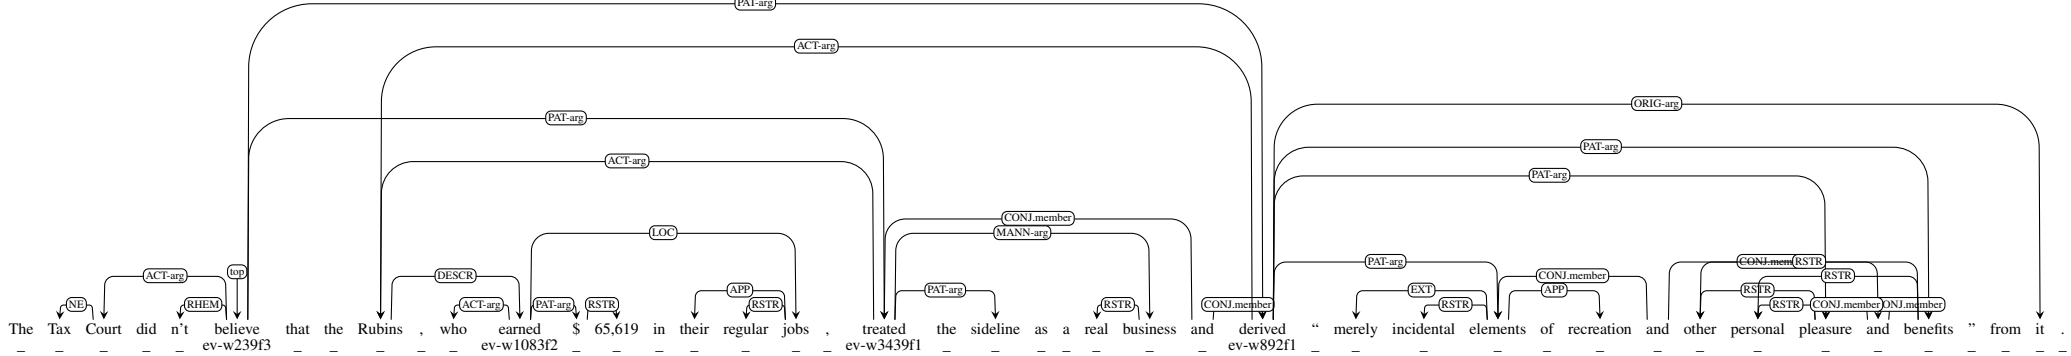 PAT-arg
ACT-arg
ORIG-arg
PAT-arg
PAT-arg
ACT-arg
PAT-arg
CONJ.member
LOC MANN-arg
PAT-arg CONJ.mem RSTR
ACT-arg top DESCR CONJ.member RSTR
APP PAT-arg EXT APP RSTR
NE RHEM ACT-arg PAT-arg RSTR RSTR RSTR CONJ.member RSTR RSTR CONJ.member ONJ.member
The Tax Court did n't believe that the Rubins , who earned $ 65,619 in their regular jobs , treated the sideline as a real business and derived “ merely incidental elements of recreation and other personal pleasure and benefits ” from it .
_ _ _ _ _ ev-w239f3 _ _ _ _ _ ev-w1083f2 _ _ _ _ _ _ _ ev-w3439f1 _ _ _ _ _ _ _ ev-w892f1 _ _ _ _ _ _ _ _ _ _ _ _ _ _ _ _